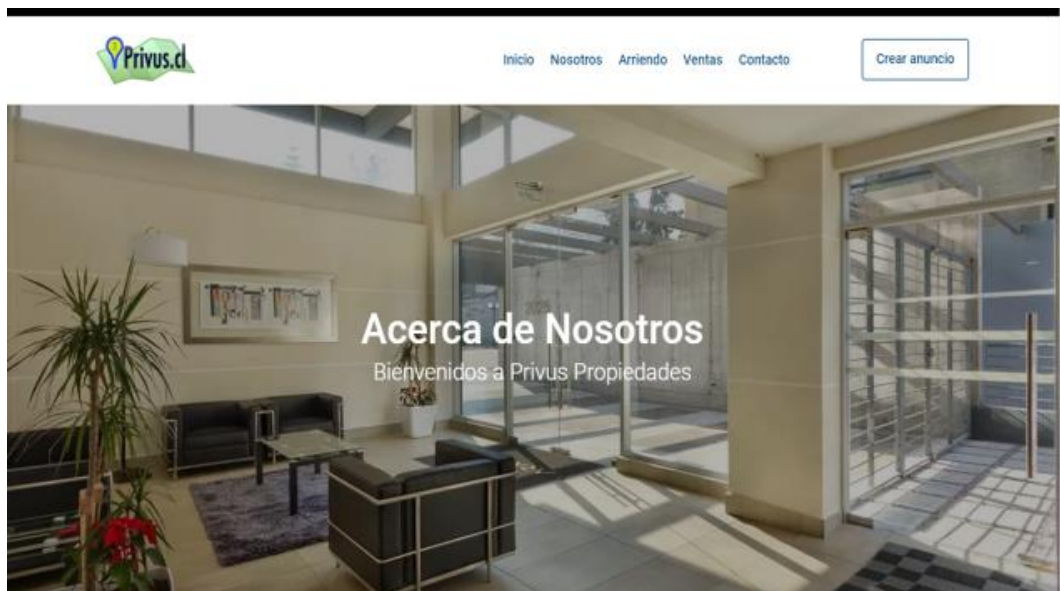 Privus.cl
Inicio Nosotros Arriendo Ventas Contacto
Crear anuncio
Acerca de Nosotros
Bienvenidos a Privus Propiedades